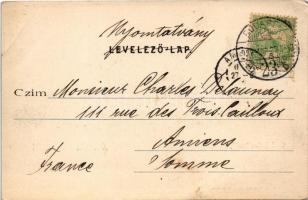 Nyomtatvány
LEVELEZŐ-LAP.
Czim Monsieur Charles Delaunay
111 rue des Trois Cailloux
Amiens
France Somme